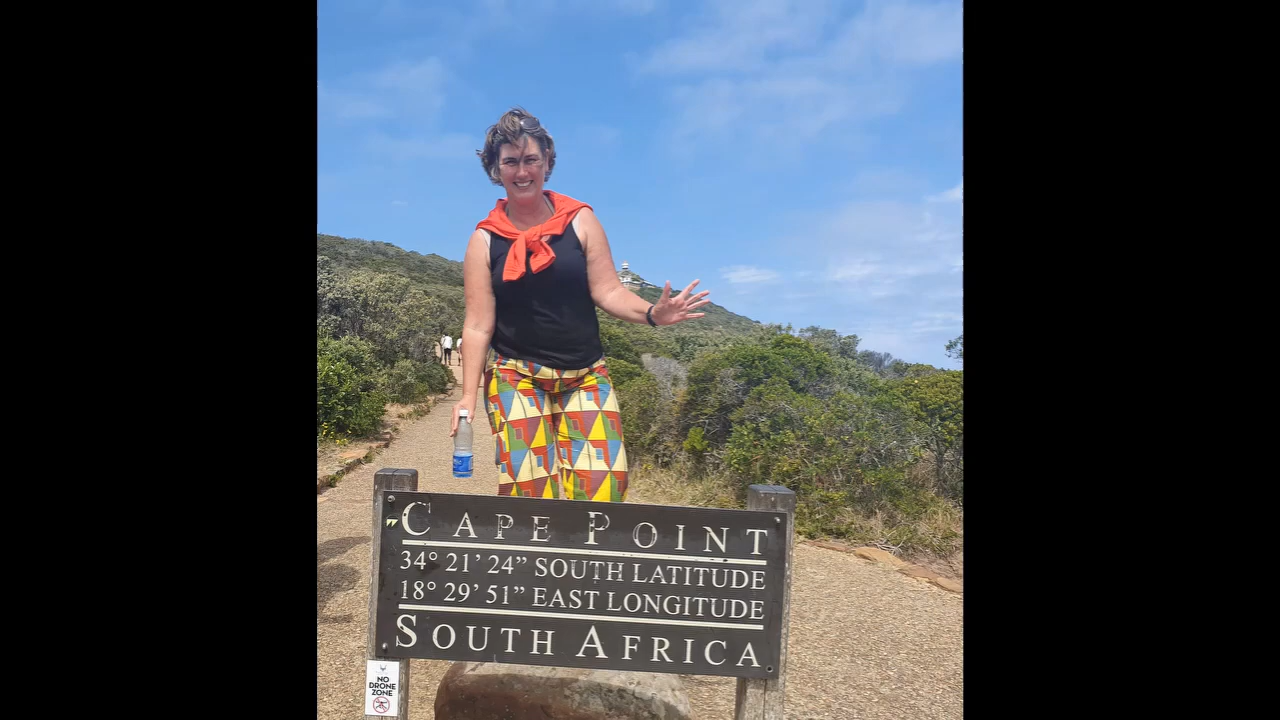 CAPE POINT
34° 21' 24" SOUTH LATITUDE
18° 29' 51" EAST LONGITUDE
SOUTH AFRICA
NO
DRONE
ZONE